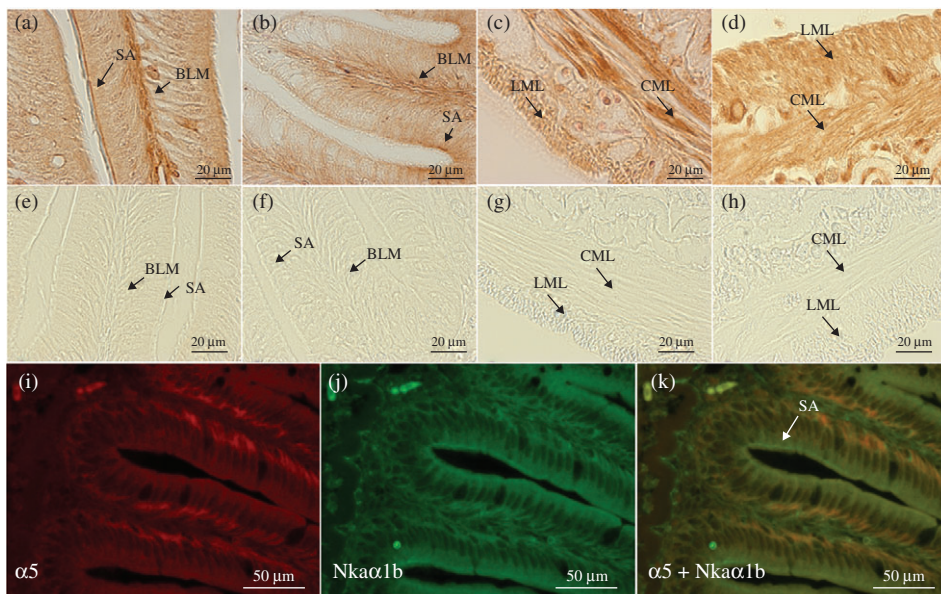 (a)
SA
BLM
20 µm
(b)
BLM
SA
20 µm
(c)
LML
CML
20 µm
(d)
LML
CML
20 µm
(e)
BLM
SA
20 µm
(f)
SA
BLM
20 µm
(g)
CML
LML
20 µm
(h)
CML
LML
20 µm
(i)
α5
50 µm
(j)
Nkaα1b
50 µm
(k)
SA
α5 + Nkaα1b
50 µm